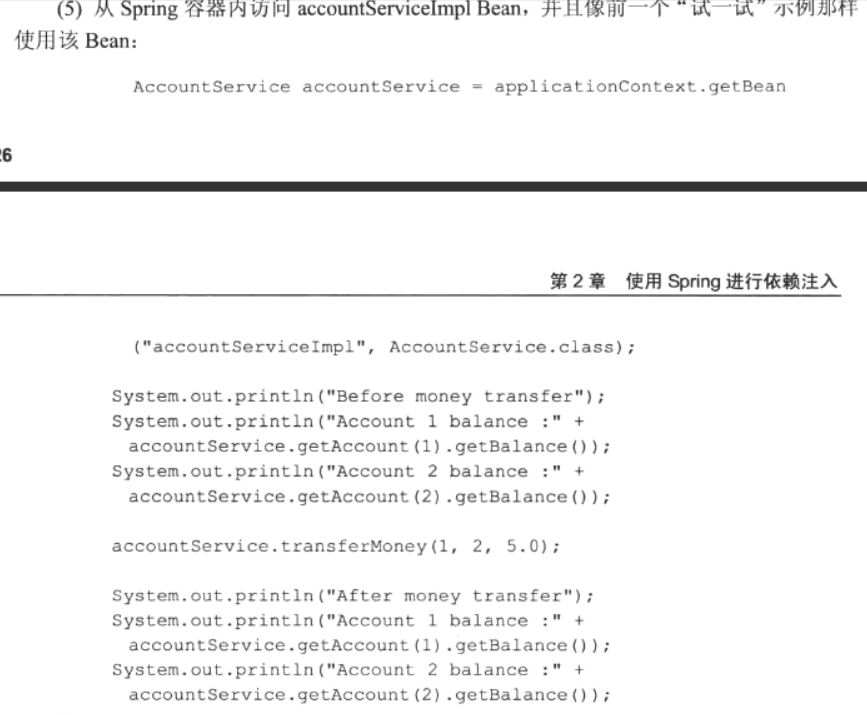 (5) 从 Spring 容器内访问 accountServiceImpl Bean，并且像前一个“试一试”示例那样
使用该 Bean：
AccountService accountService = applicationContext.getBean
26
第 2 章 使用 Spring 进行依赖注入
("accountServiceImpl", AccountService.class);
System.out.println("Before money transfer");
System.out.println("Account 1 balance :" +
accountService.getAccount(1).getBalance());
System.out.println("Account 2 balance :" +
accountService.getAccount(2).getBalance());
accountService.transferMoney(1, 2, 5.0);
System.out.println("After money transfer");
System.out.println("Account 1 balance :" +
accountService.getAccount(1).getBalance());
System.out.println("Account 2 balance :" +
accountService.getAccount(2).getBalance());